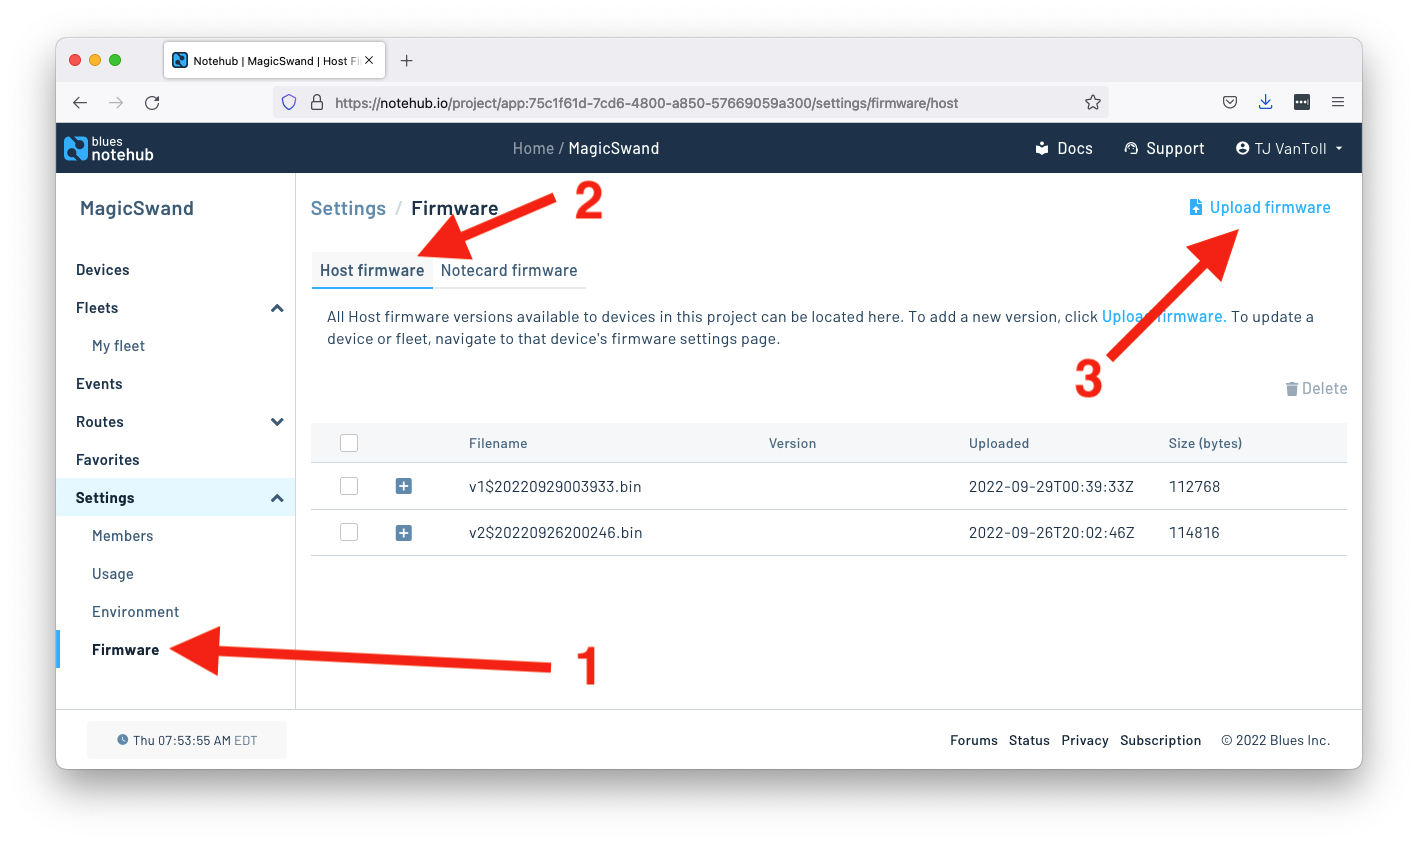 Notehub | MagicSwand | Host Fi
https://notehub.io/project/app:75c1f61d-7cd6-4800-a850-57669059a300/settings/firmware/host
blues
notehub
Home / MagicSwand
Docs
Support
TJ VanToll
MagicSwand
Devices
Fleets
My fleet
Events
Routes
Favorites
Settings
Members
Usage
Environment
Firmware
1
Settings / Firmware
2
Upload firmware
Host firmware
Notecard firmware
All Host firmware versions available to devices in this project can be located here. To add a new version, click Upload firmware. To update a
device or fleet, navigate to that device's firmware settings page.
3
Delete
Filename Version Uploaded Size (bytes)
v1$20220929003933.bin 2022-09-29T00:39:33Z 112768
v2$20220926200246.bin 2022-09-26T20:02:46Z 114816
Thu 07:53:55 AM EDT
Forums Status Privacy Subscription © 2022 Blues Inc.